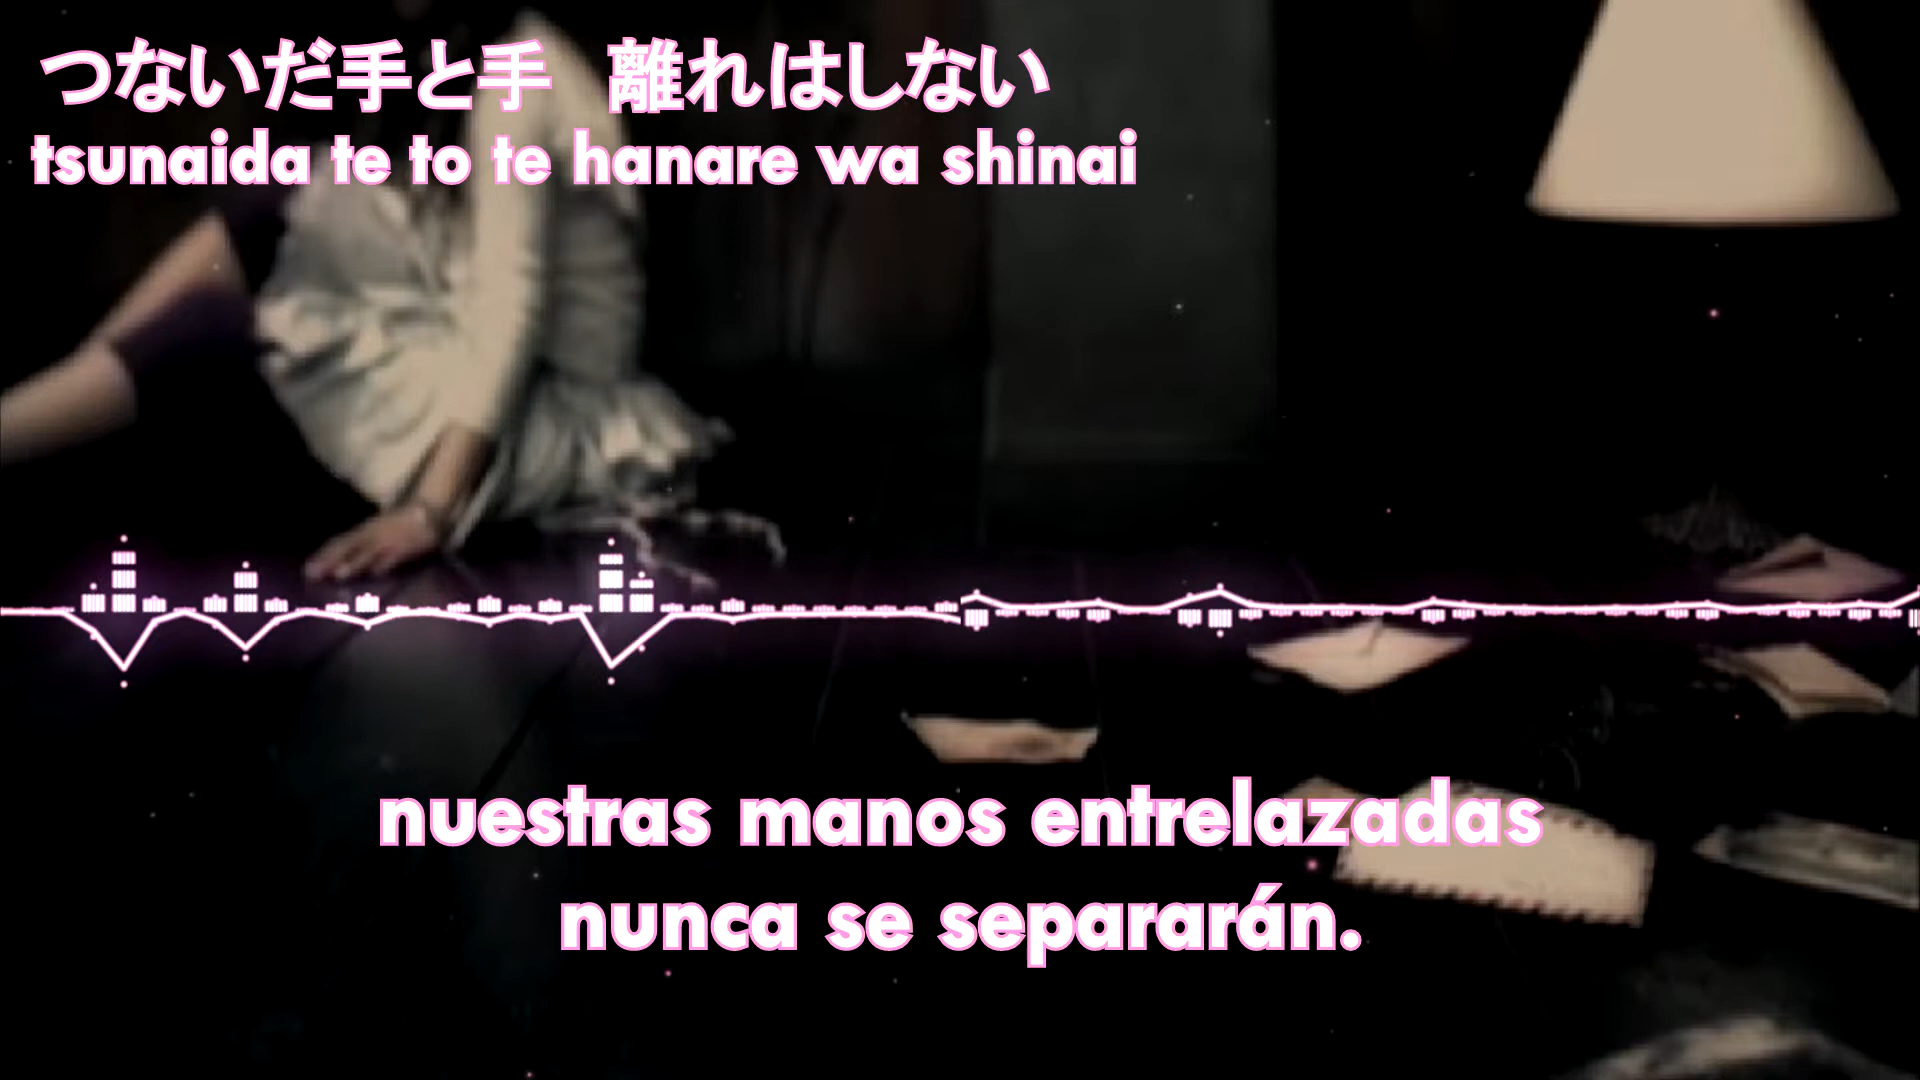 つないだ手と手　離れはしない
tsunaida te to te hanare wa shinai
nuestras manos entrelazadas
nunca se separarán.